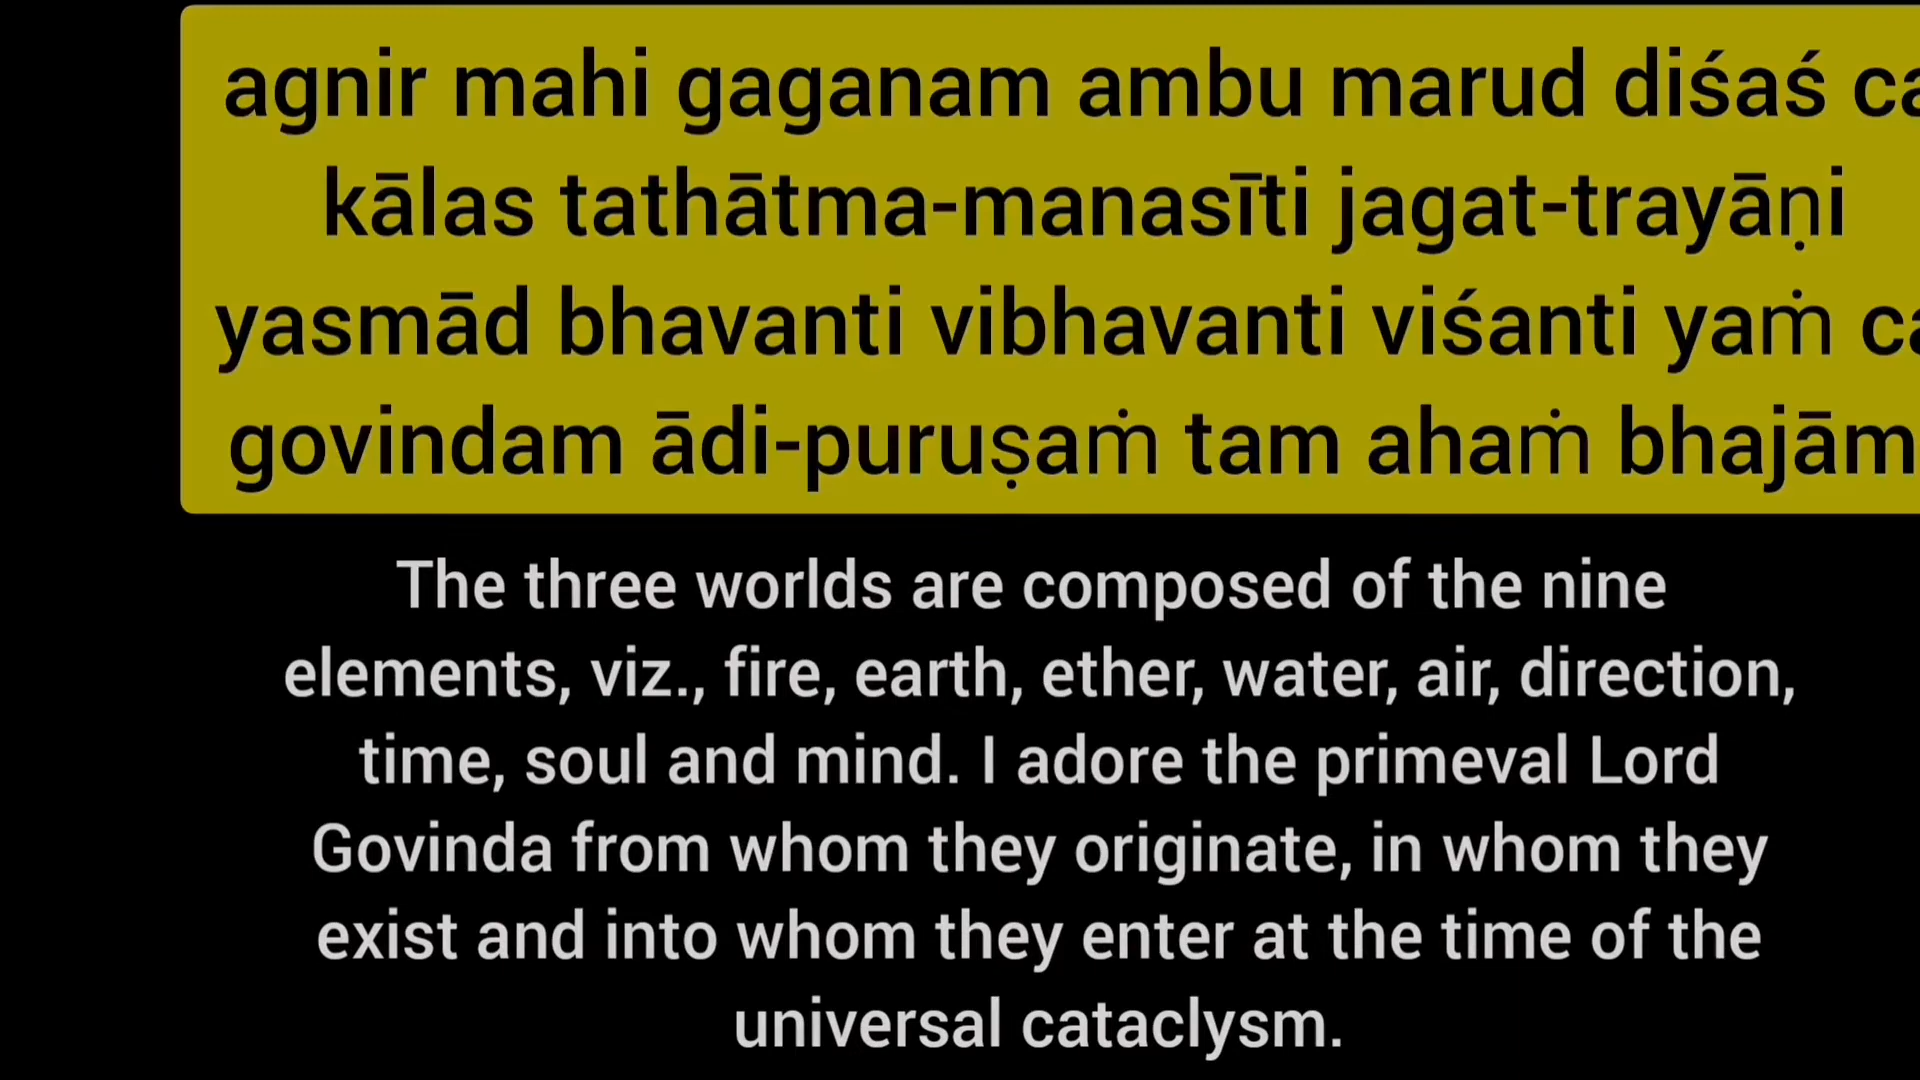 agnir mahi gaganam ambu marud diśaś ca
kālas tathātma-manasīti jagat-trayāṇi
yasmād bhavanti vibhavanti viśanti yaṁ ca
govindam ādi-puruṣaṁ tam ahaṁ bhajām
The three worlds are composed of the nine
elements, viz., fire, earth, ether, water, air, direction,
time, soul and mind. I adore the primeval Lord
Govinda from whom they originate, in whom they
exist and into whom they enter at the time of the
universal cataclysm.